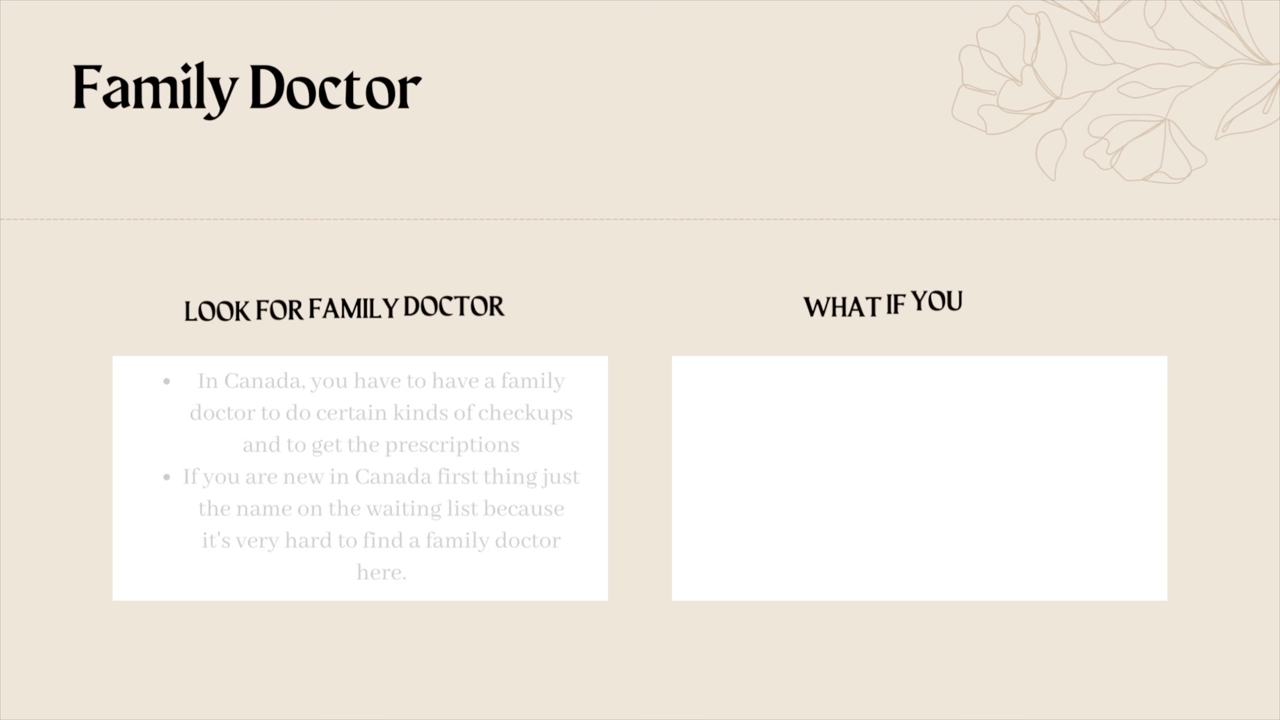 Family Doctor
LOOK FOR FAMILY DOCTOR
• In Canada, you have to have a family
doctor to do certain kinds of checkups
and to get the prescriptions
• If you are new in Canada first thing just
the name on the waiting list because
it's very hard to find a family doctor
here.
WHAT IF YOU